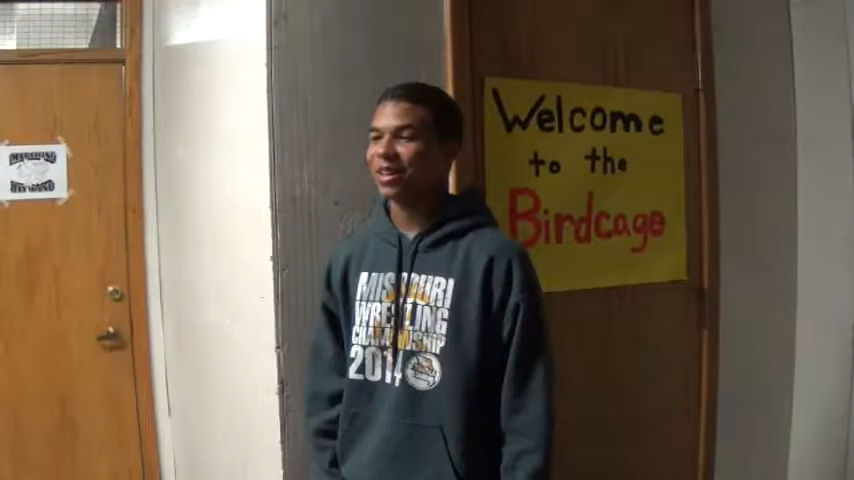 Welcome
to the
Birdcage
MISSOURI
WRESTLING
CHAMPIONSHIP
2014